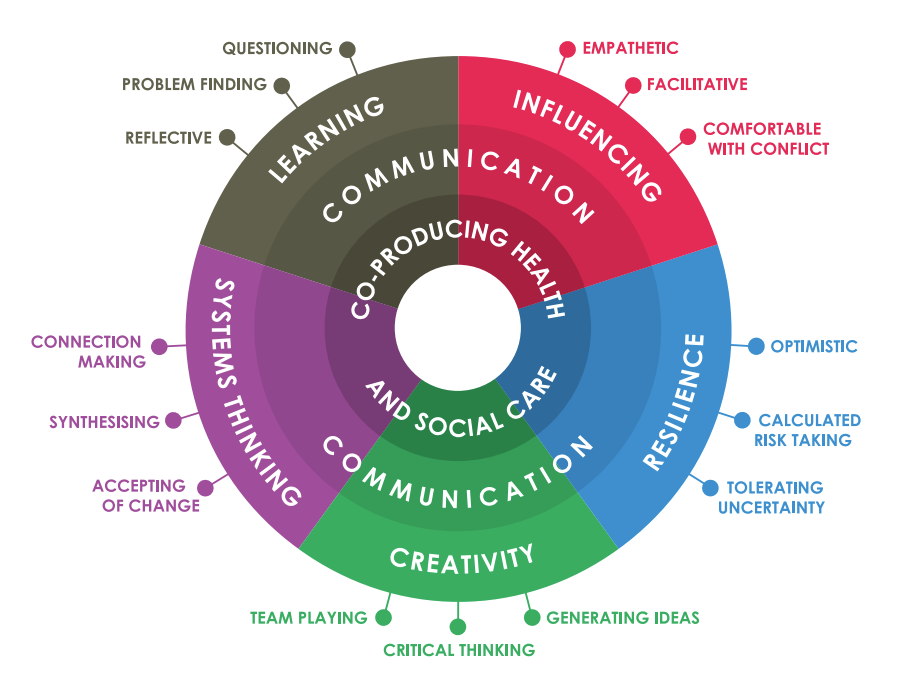 QUESTIONING
PROBLEM FINDING
REFLECTIVE
LEARNING
EMPATHETIC
FACILITATIVE
COMFORTABLE
WITH CONFLICT
INFLUENCING
COMMUNICATION
CO-PRODUCING HEALTH
AND SOCIAL CARE
COMMUNICATION
SYSTEMS THINKING
CONNECTION
MAKING
SYNTHESISING
ACCEPTING
OF CHANGE
RESILIENCE
OPTIMISTIC
CALCULATED
RISK TAKING
TOLERATING
UNCERTAINTY
CREATIVITY
TEAM PLAYING
CRITICAL THINKING
GENERATING IDEAS